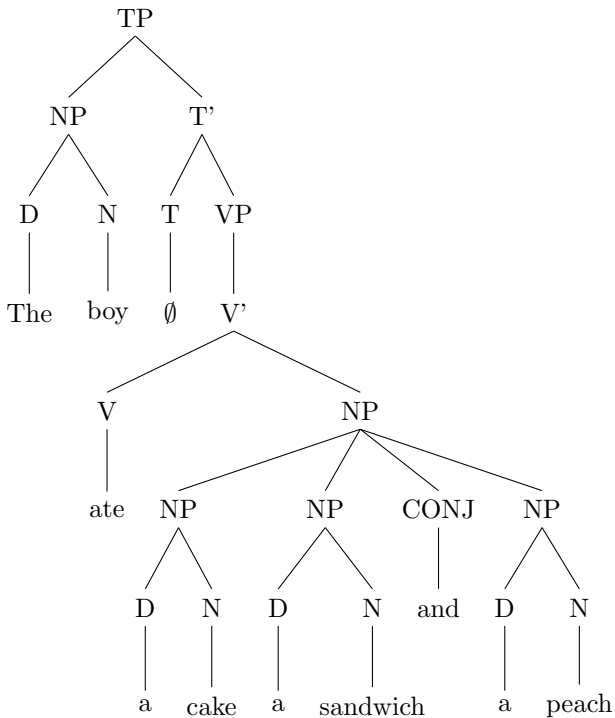 TP
NP T'
D N T VP
The boy ∅ V'
V NP
ate NP NP CONJ NP
D N D N and D N
a cake a sandwich a peach